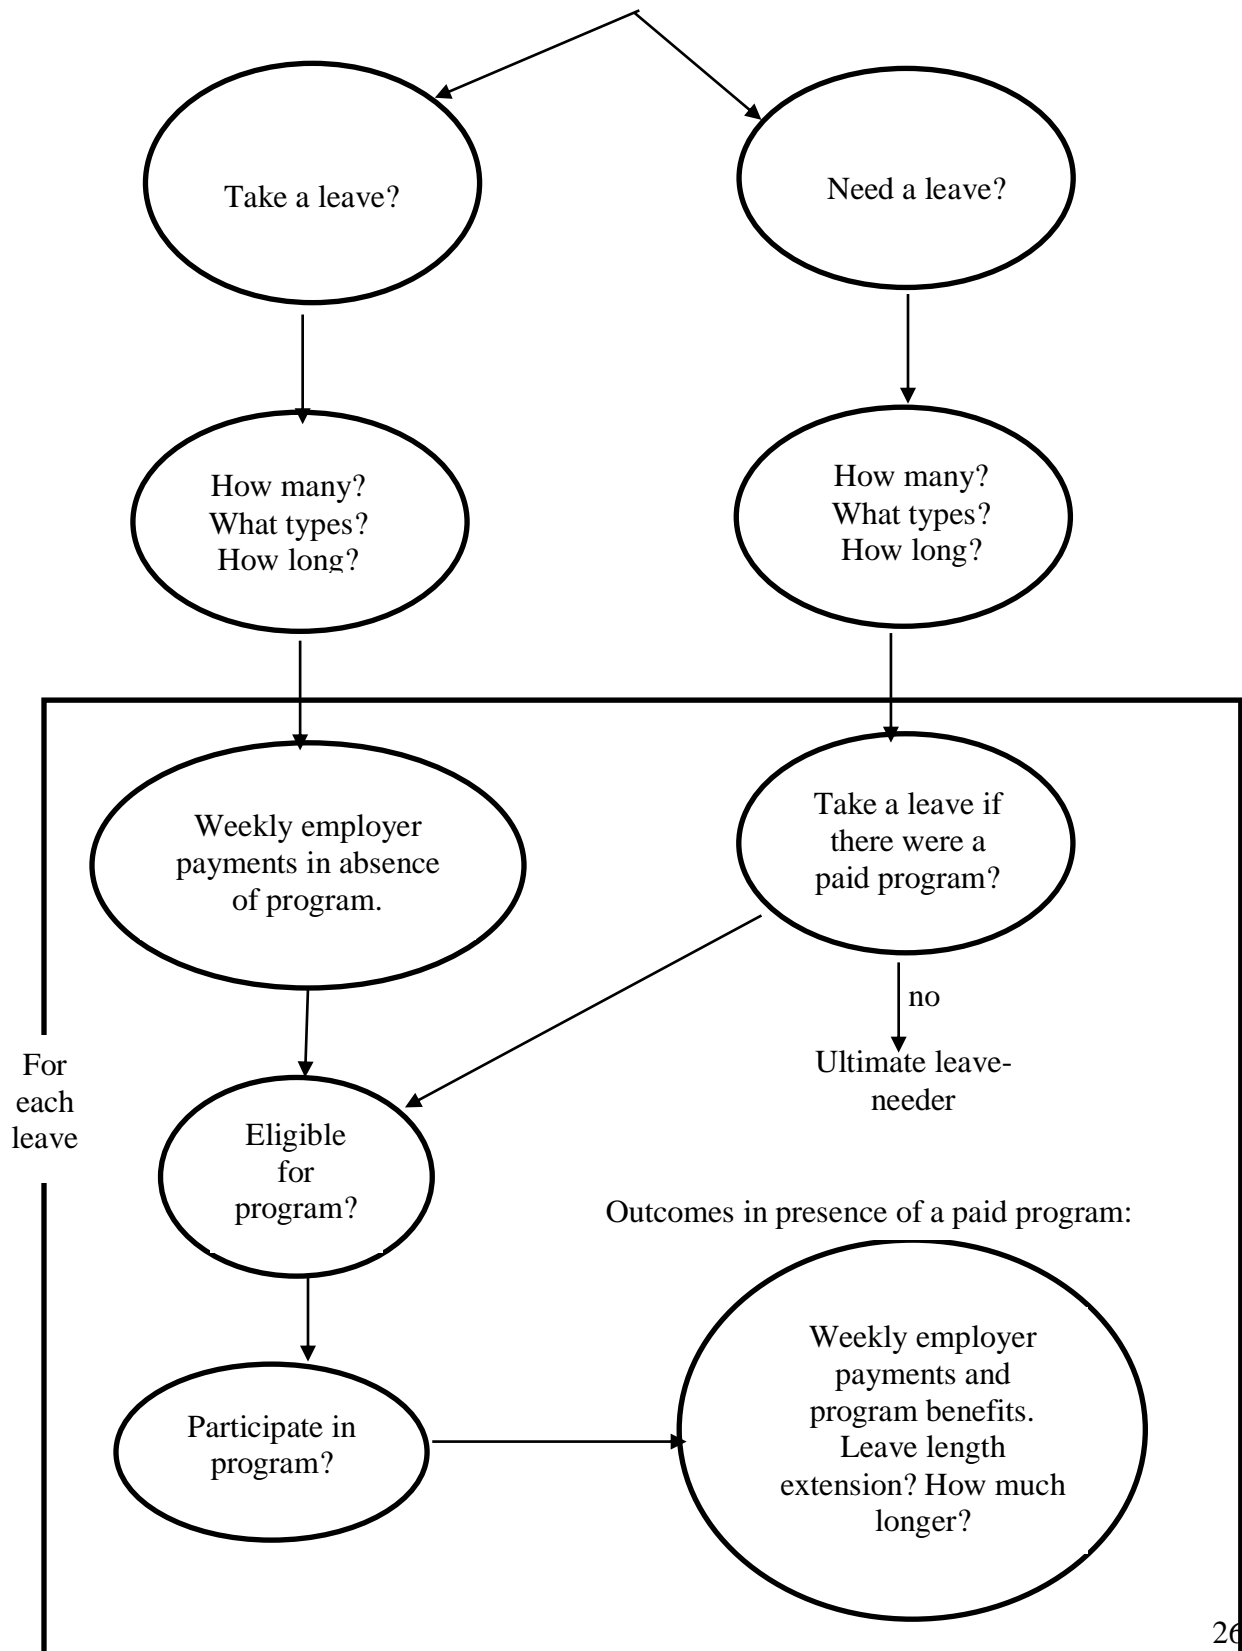 Take a leave?
Need a leave?
How many?
What types?
How long?
How many?
What types?
How long?
Weekly employer
payments in absence
of program.
Take a leave if
there were a
paid program?
no
Ultimate leave-
needer
For
each
leave
Eligible
for
program?
Outcomes in presence of a paid program:
Participate in
program?
Weekly employer
payments and
program benefits.
Leave length
extension? How much
longer?
26